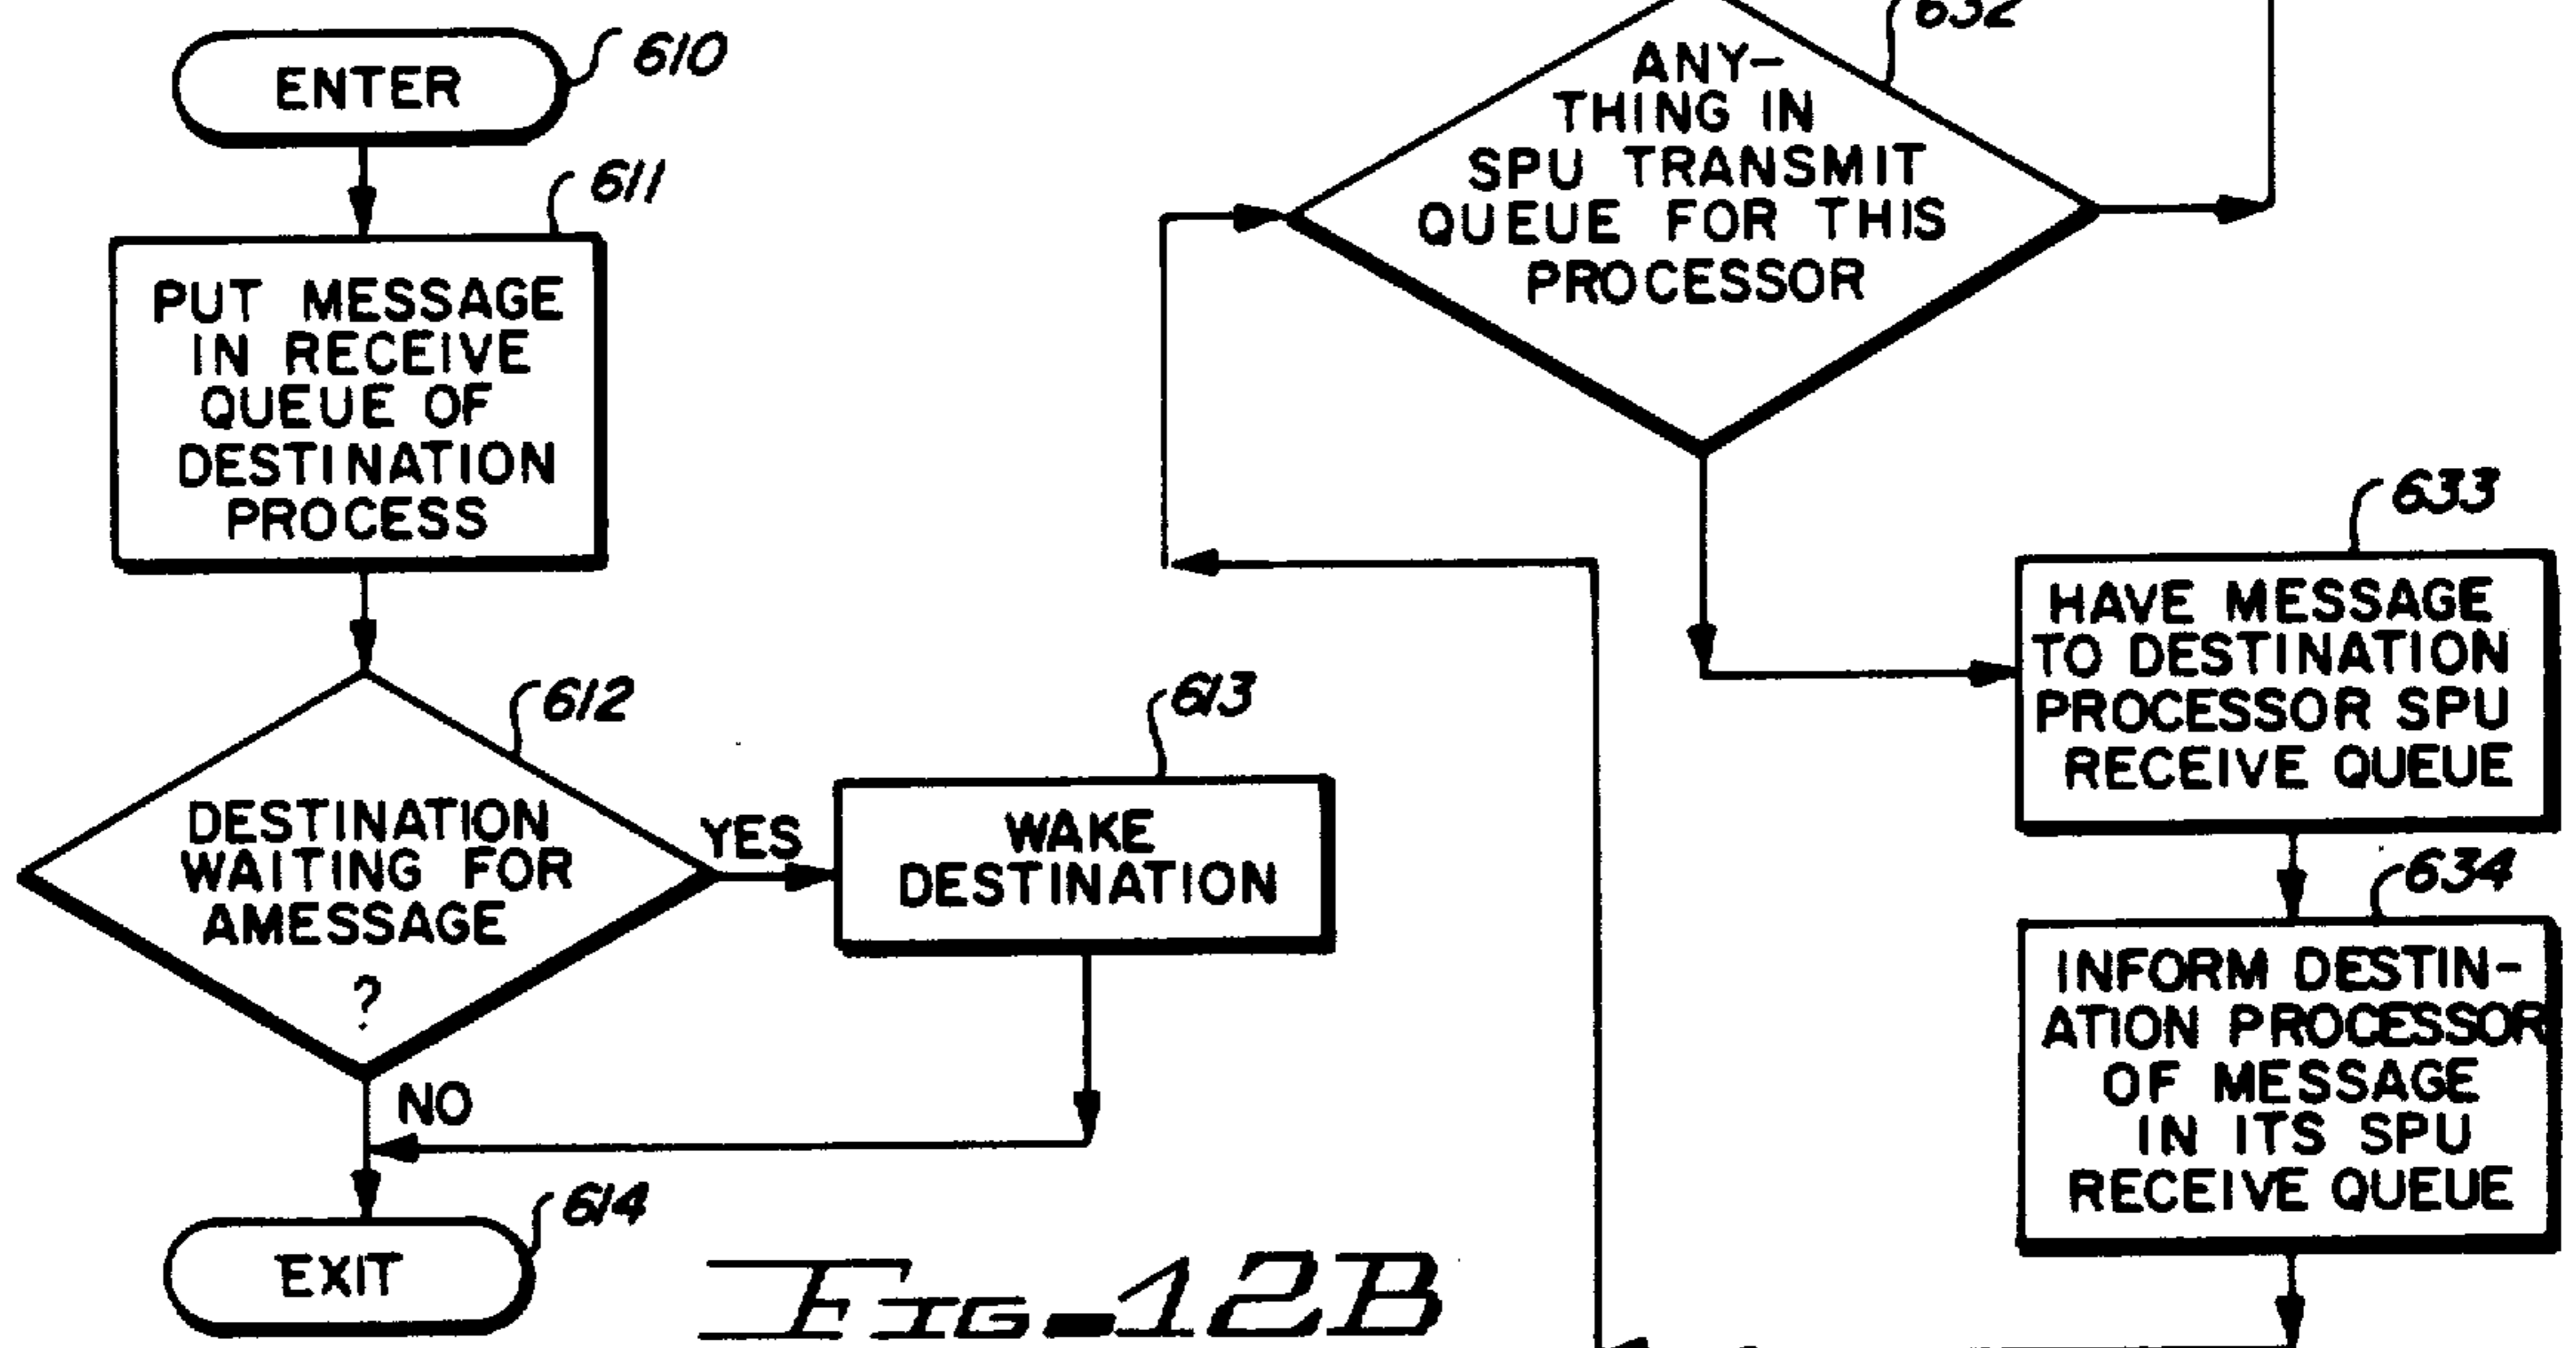 ENTER
610
611
PUT MESSAGE
IN RECEIVE
QUEUE OF
DESTINATION
PROCESS
612
DESTINATION
WAITING FOR
AMESSAGE
?
YES
613
WAKE
DESTINATION
NO
614
EXIT
FIG-12B
632
ANY-
THING IN
SPU TRANSMIT
QUEUE FOR THIS
PROCESSOR
633
HAVE MESSAGE
TO DESTINATION
PROCESSOR SPU
RECEIVE QUEUE
634
INFORM DESTIN-
ATION PROCESSOR
OF MESSAGE
IN ITS SPU
RECEIVE QUEUE